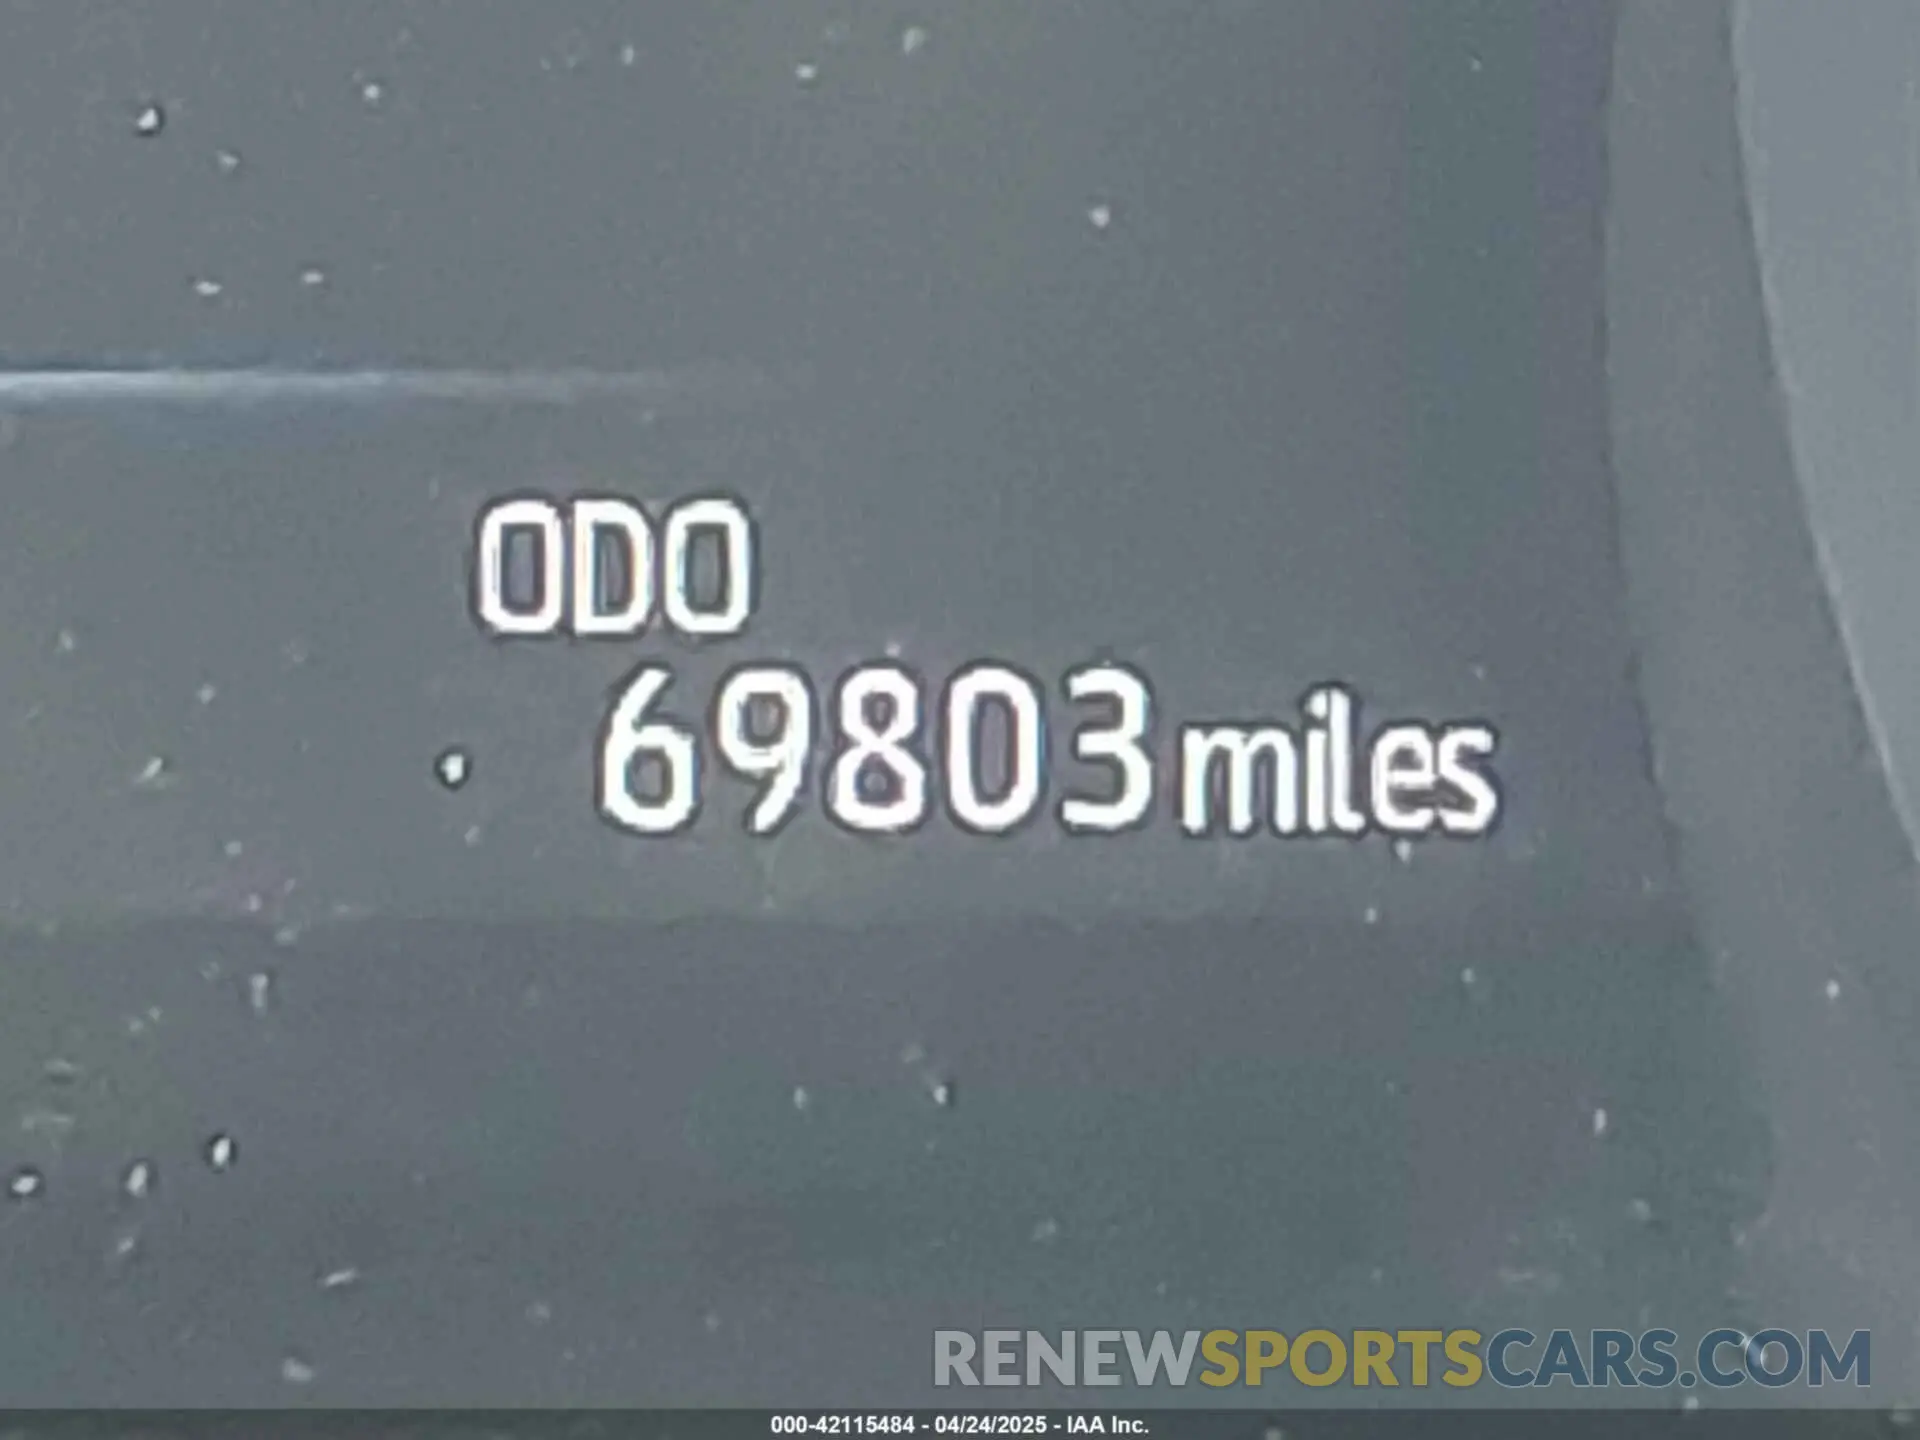 ODO
69803 miles
RENEWSPORTSCARS.COM
000-42115484 - 04/24/2025 - IAA Inc.